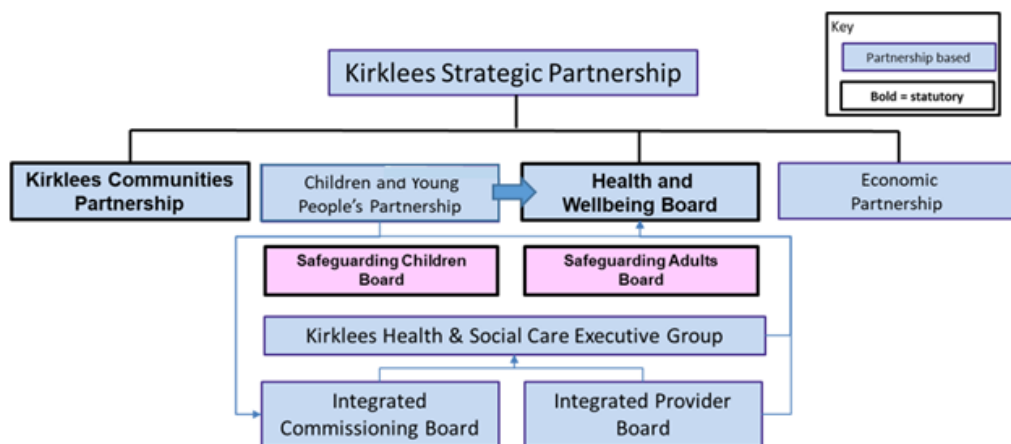 Key
Partnership based
Bold = statutory
Kirklees Strategic Partnership
Kirklees Communities
Partnership
Children and Young
People's Partnership
Health and
Wellbeing Board
Economic
Partnership
Safeguarding Children
Board
Safeguarding Adults
Board
Kirklees Health & Social Care Executive Group
Integrated
Commissioning Board
Integrated Provider
Board